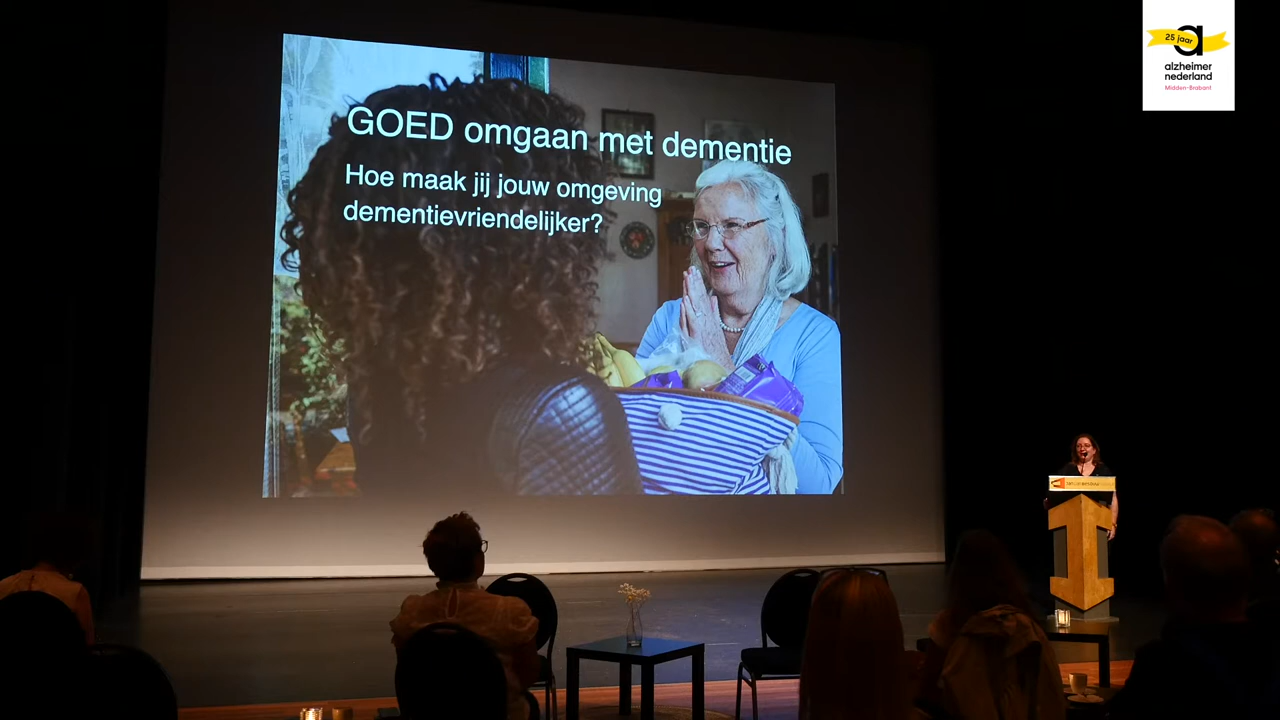 GOED omgaan met dementie
Hoe maak jij jouw omgeving
dementievriendelijker?
25 jaar
alzheimer
nederland
Midden-Brabant